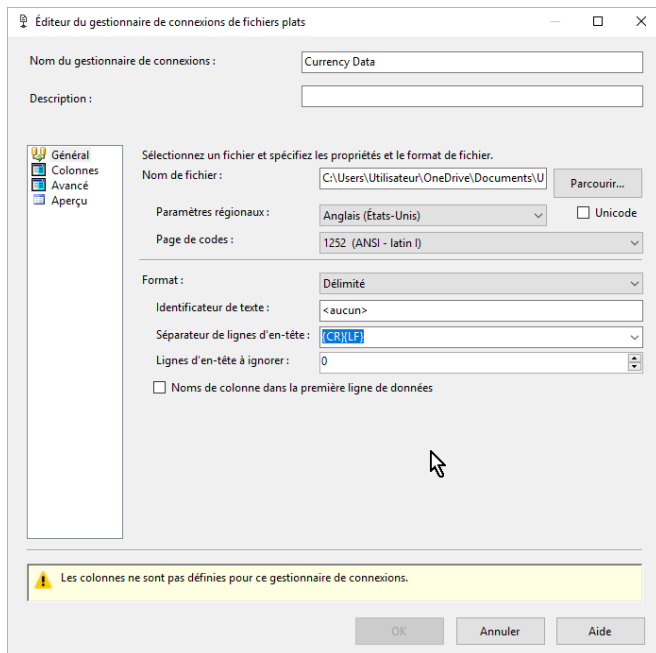 Éditeur du gestionnaire de connexions de fichiers plats
Nom du gestionnaire de connexions :
Currency Data
Description :
Général
Colonnes
Avancé
Aperçu
Sélectionnez un fichier et spécifiez les propriétés et le format de fichier.
Nom de fichier :
C:\Users\Utilisateur\OneDrive\Documents\U
Parcourir...
Paramètres régionaux :
Anglais (États-Unis)
Unicode
Page de codes :
1252 (ANSI - latin I)
Format :
Délimité
Identificateur de texte :
<aucun>
Séparateur de lignes d'en-tête :
{CR}{LF}
Lignes d'en-tête à ignorer :
0
Noms de colonne dans la première ligne de données
Les colonnes ne sont pas définies pour ce gestionnaire de connexions.
OK
Annuler
Aide